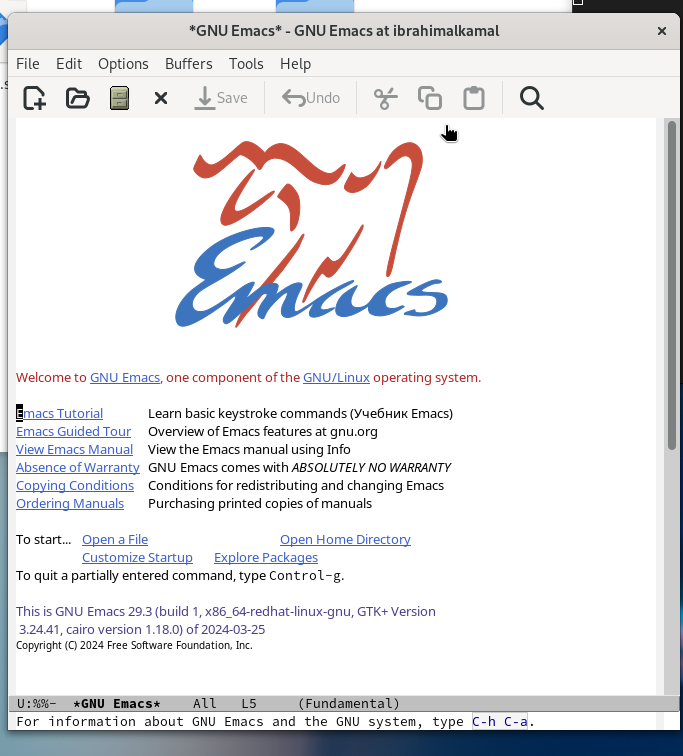 *GNU Emacs* - GNU Emacs at ibrahimalkamal
File Edit Options Buffers Tools Help
Save Undo
Emacs
Welcome to GNU Emacs, one component of the GNU/Linux operating system.
Emacs Tutorial Learn basic keystroke commands (Учебник Emacs)
Emacs Guided Tour Overview of Emacs features at gnu.org
View Emacs Manual View the Emacs manual using Info
Absence of Warranty GNU Emacs comes with ABSOLUTELY NO WARRANTY
Copying Conditions Conditions for redistributing and changing Emacs
Ordering Manuals Purchasing printed copies of manuals
To start... Open a File Open Home Directory
Customize Startup Explore Packages
To quit a partially entered command, type Control-g.
This is GNU Emacs 29.3 (build 1, x86_64-redhat-linux-gnu, GTK+ Version
3.24.41, cairo version 1.18.0) of 2024-03-25
Copyright (C) 2024 Free Software Foundation, Inc.
U:%%- *GNU Emacs* All L5 (Fundamental)
For information about GNU Emacs and the GNU system, type C-h C-a.